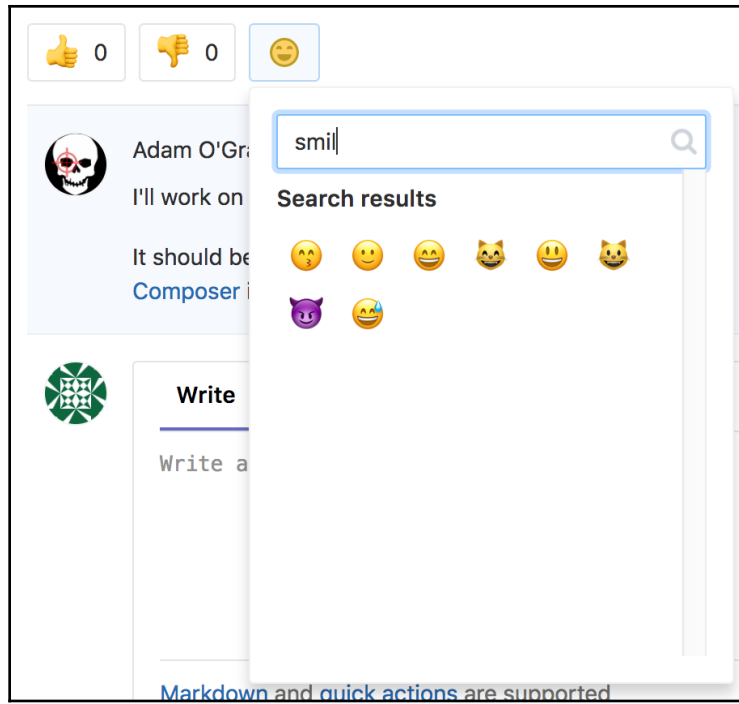 0
0
smil
Adam O'Gra
I'll work on
Search results
It should be
Composer i
Write
Write a
Markdown and quick actions are supported